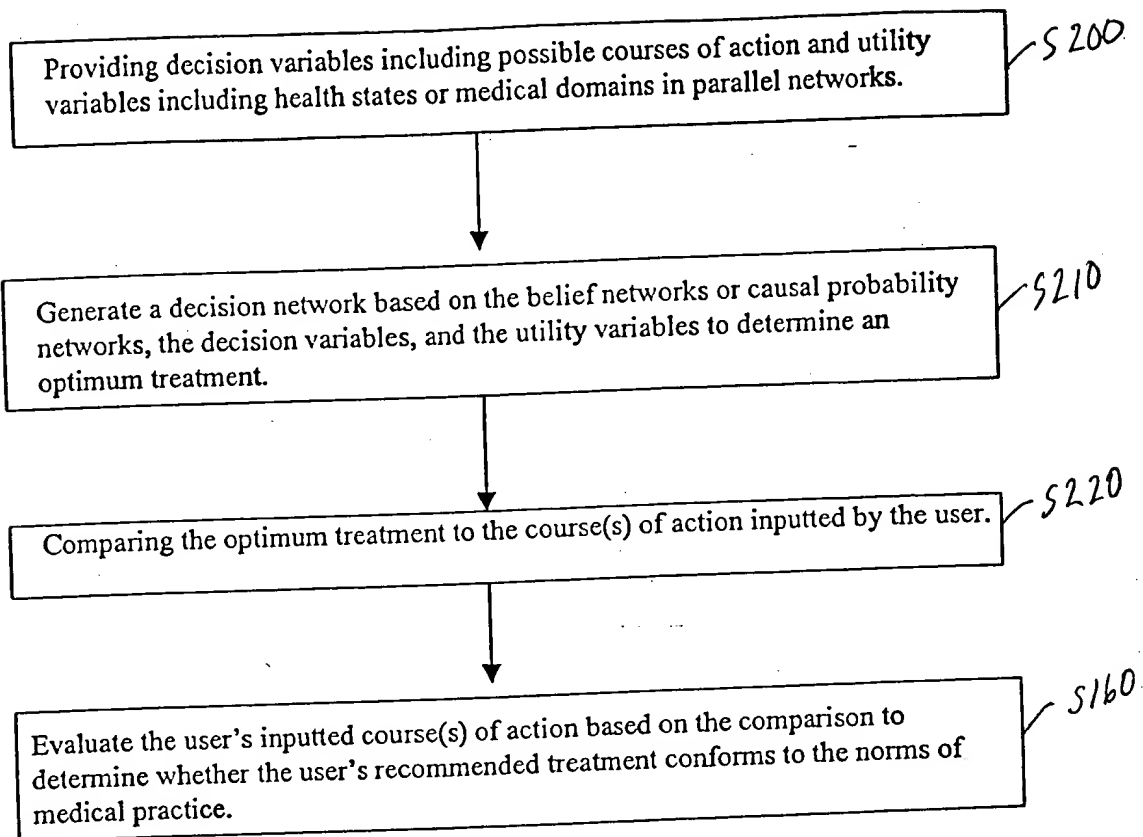 Providing decision variables including possible courses of action and utility
variables including health states or medical domains in parallel networks.
S200
Generate a decision network based on the belief networks or causal probability
networks, the decision variables, and the utility variables to determine an
optimum treatment.
S210
Comparing the optimum treatment to the course(s) of action inputted by the user.
S220
Evaluate the user's inputted course(s) of action based on the comparison to
determine whether the user's recommended treatment conforms to the norms of
medical practice.
S160